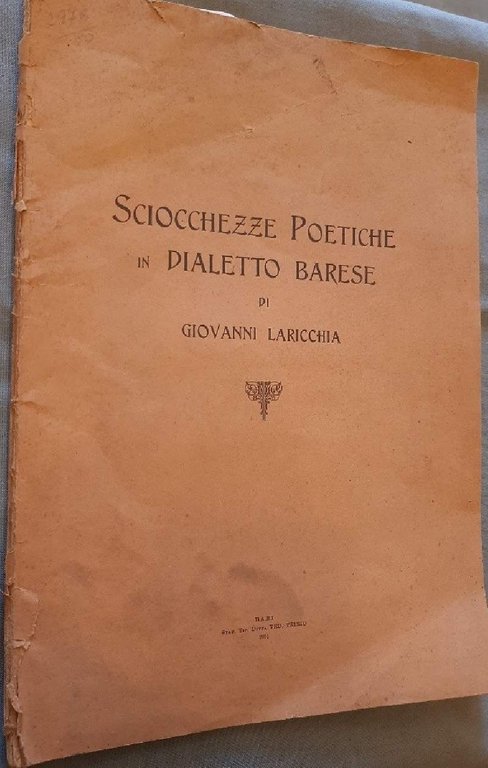 SCIOCCHEZZE POETICHE
IN DIALETTO BARESE
DI
GIOVANNI LARICCHIA
BARI